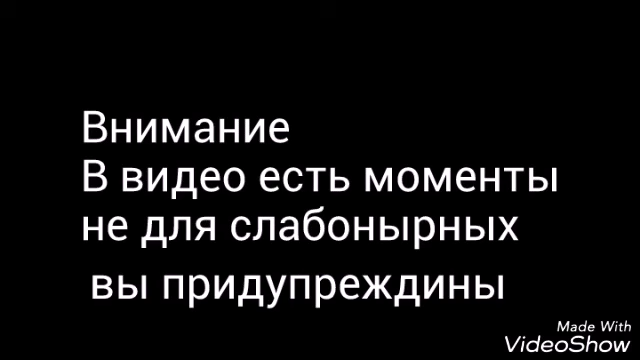 Внимание
В видео есть моменты
не для слабонырных
вы придупреждины
Made With
VideoShow